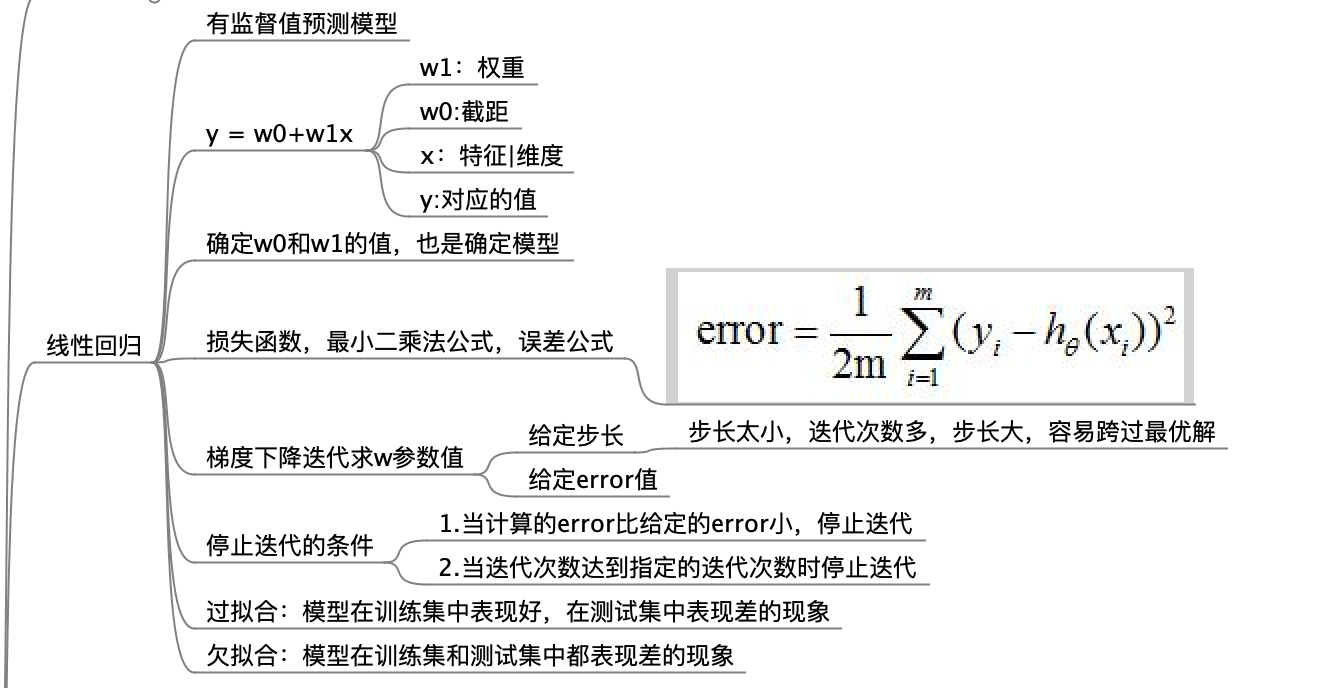 有监督值预测模型
w1：权重
w0:截距
y = w0+w1x
x：特征|维度
y:对应的值
确定w0和w1的值，也是确定模型
线性回归
损失函数，最小二乘法公式，误差公式
error = \frac{1}{2m} \sum_{i=1}^{m} (y_i - h_θ(x_i))^2
梯度下降迭代求w参数值
给定步长
步长太小，迭代次数多，步长大，容易跨过最优解
给定error值
停止迭代的条件
1.当计算的error比给定的error小，停止迭代
2.当迭代次数达到指定的迭代次数时停止迭代
过拟合：模型在训练集中表现好，在测试集中表现差的现象
欠拟合：模型在训练集和测试集中都表现差的现象